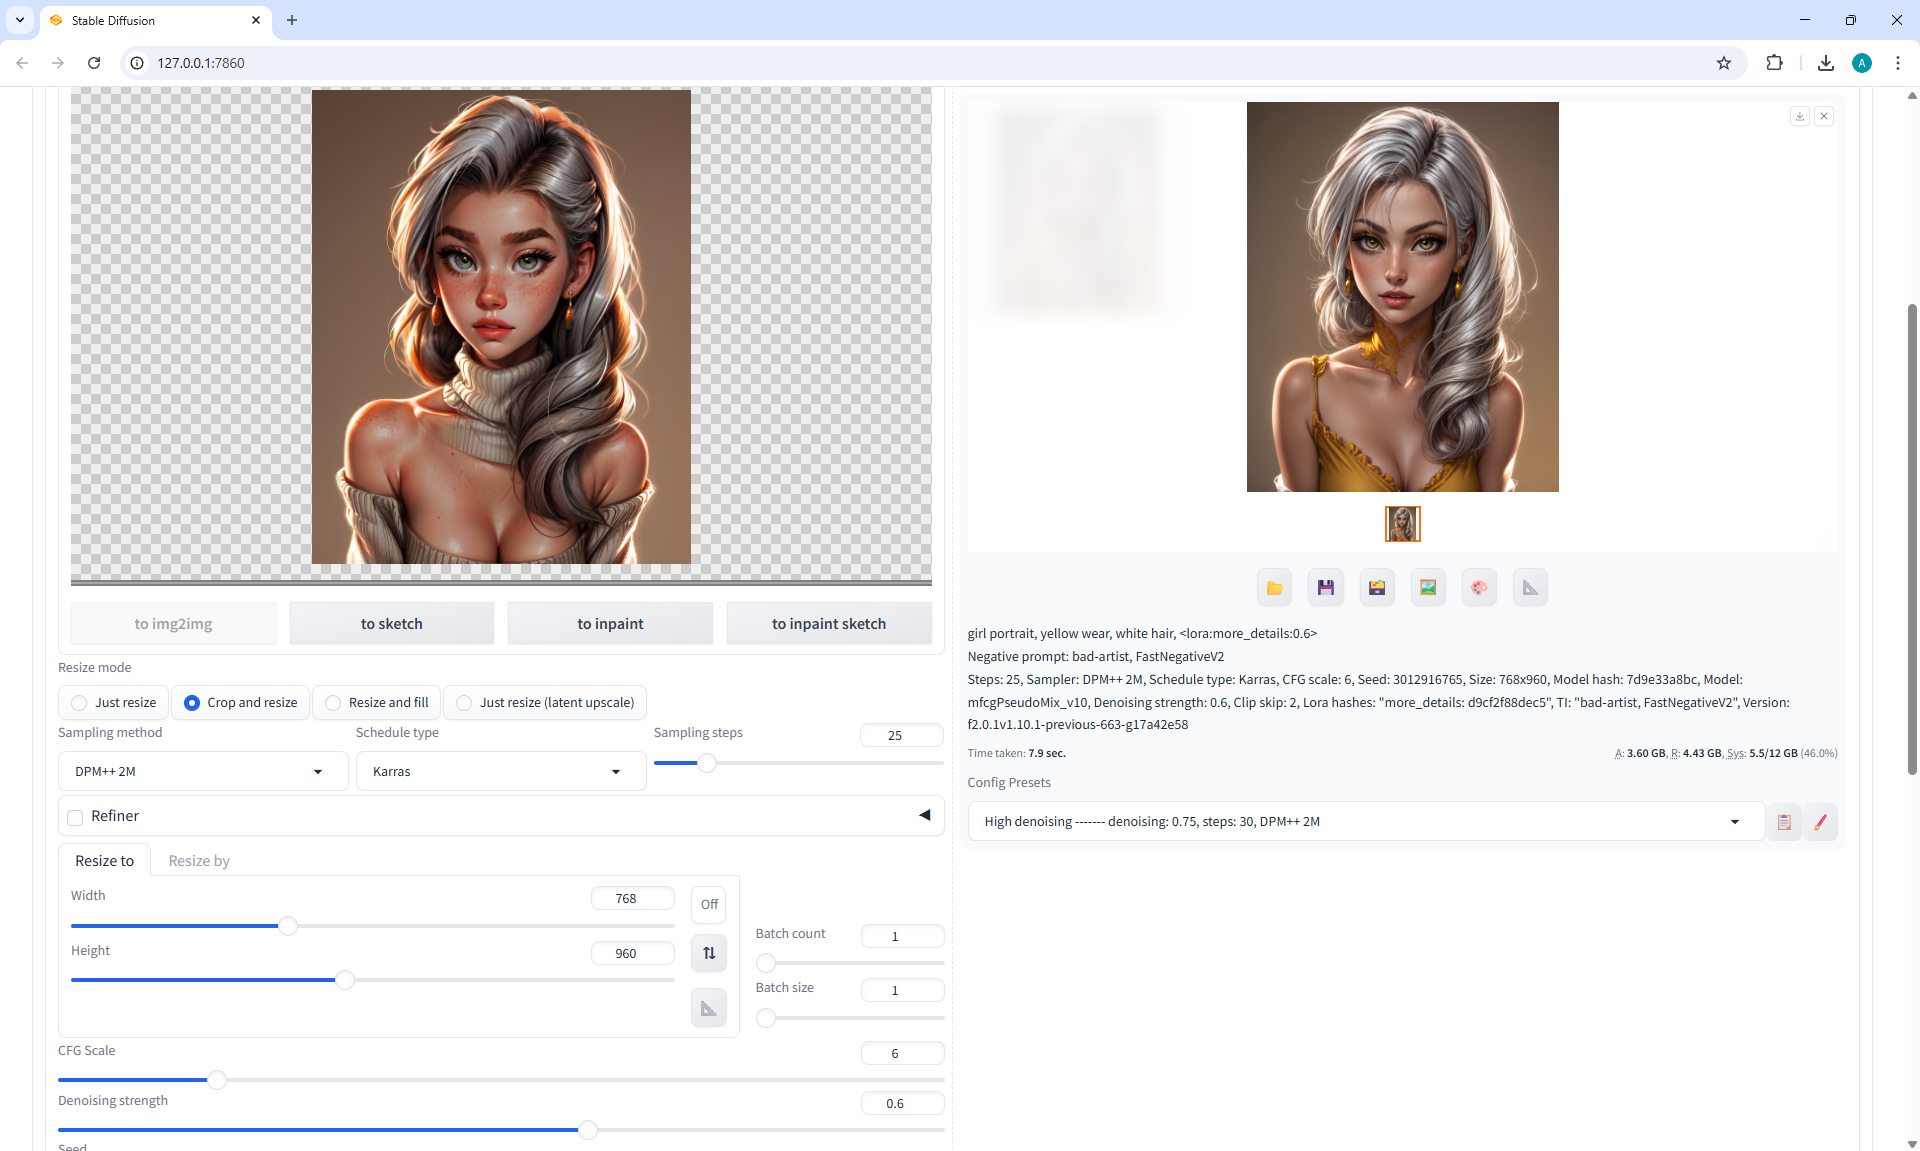 Stable Diffusion
127.0.0.1:7860
A
to img2img
to sketch
to inpaint
to inpaint sketch
Resize mode
Just resize
Crop and resize
Resize and fill
Just resize (latent upscale)
Sampling method
Schedule type
Sampling steps
25
DPM++ 2M
Karras
Refiner
Resize to
Resize by
Width
768
Off
Height
960
Batch count
1
Batch size
1
CFG Scale
6
Denoising strength
0.6
Seed
girl portrait, yellow wear, white hair, <lora:more_details:0.6>
Negative prompt: bad-artist, FastNegativeV2
Steps: 25, Sampler: DPM++ 2M, Schedule type: Karras, CFG scale: 6, Seed: 3012916765, Size: 768x960, Model hash: 7d9e33a8bc, Model:
mfcgPseudoMix_v10, Denoising strength: 0.6, Clip skip: 2, Lora hashes: "more_details: d9cf2f88dec5", TI: "bad-artist, FastNegativeV2", Version:
f2.0.1v1.10.1-previous-663-g17a42e58
Time taken: 7.9 sec.
A: 3.60 GB, R: 4.43 GB, Sys: 5.5/12 GB (46.0%)
Config Presets
High denoising ------- denoising: 0.75, steps: 30, DPM++ 2M